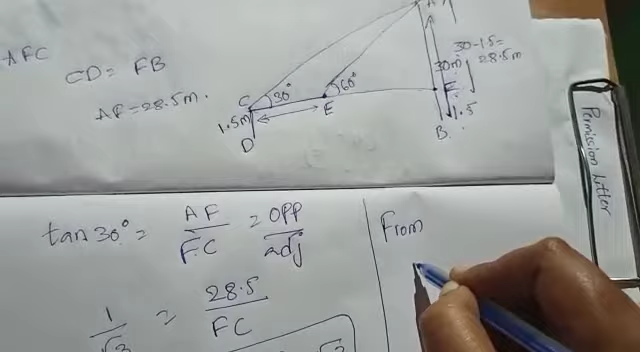 AFC
CD = FB
AF = 28.5m.
A
30-1.5=
28.5m
30m
C 30°
60°
E
F
1.5m
1.5
D
B
Permission Letter
tan 30° = AF/FC = OPP/adj
1/√3 = 28.5/FC
√3
From